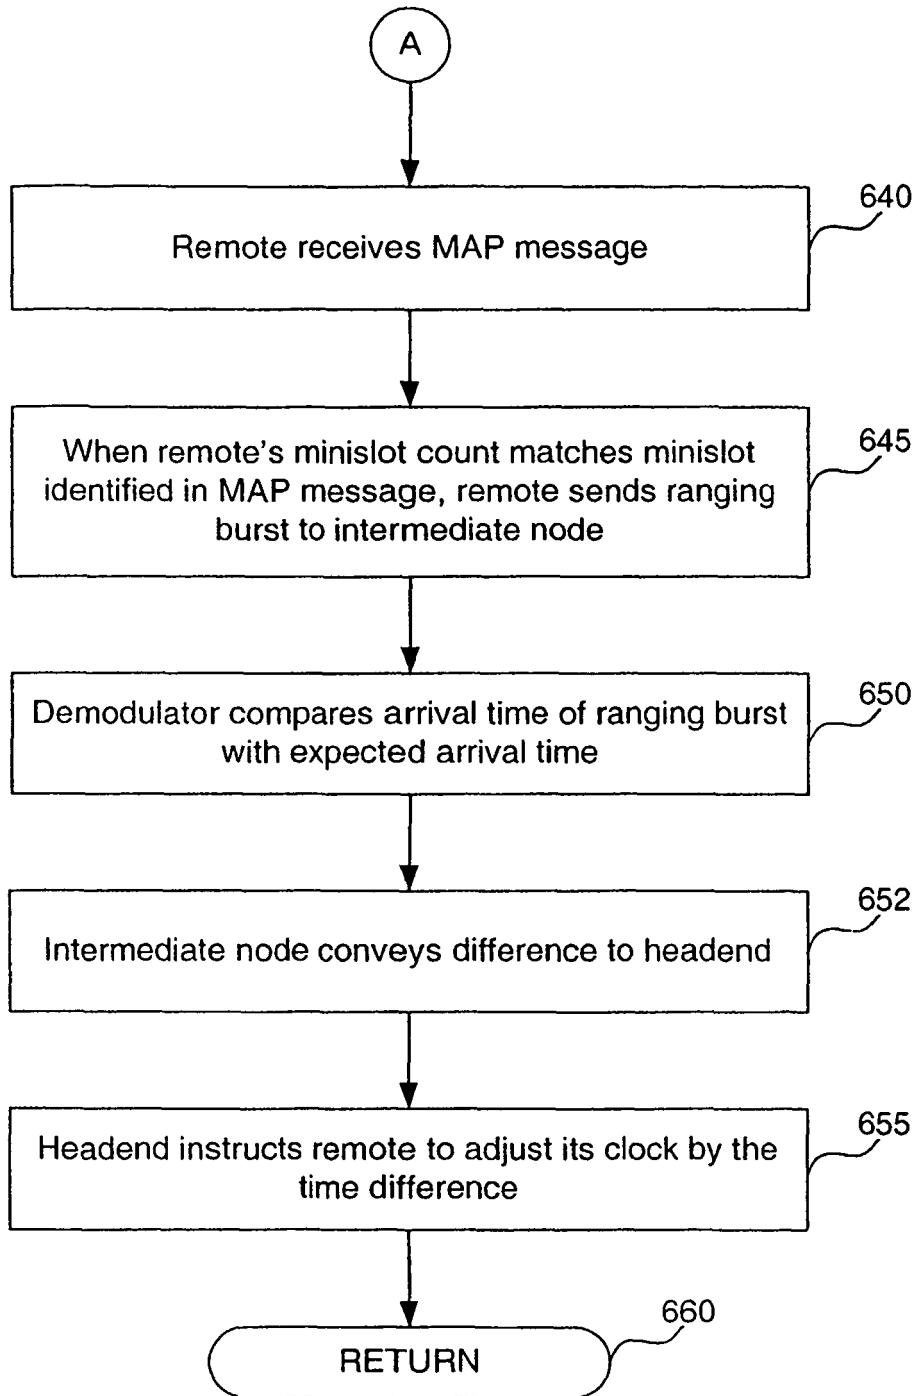 A
640
Remote receives MAP message
645
When remote's minislot count matches minislot
identified in MAP message, remote sends ranging
burst to intermediate node
650
Demodulator compares arrival time of ranging burst
with expected arrival time
652
Intermediate node conveys difference to headend
655
Headend instructs remote to adjust its clock by the
time difference
660
RETURN